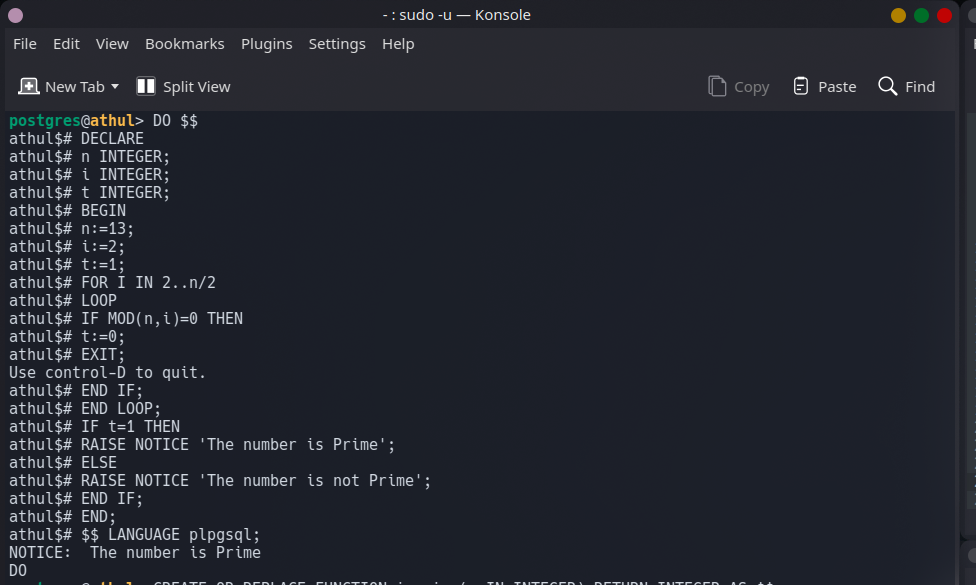 - : sudo -u — Konsole
File Edit View Bookmarks Plugins Settings Help
New Tab Split View Copy Paste Find
postgres@athul> DO $$
athul$# DECLARE
athul$# n INTEGER;
athul$# i INTEGER;
athul$# t INTEGER;
athul$# BEGIN
athul$# n:=13;
athul$# i:=2;
athul$# t:=1;
athul$# FOR I IN 2..n/2
athul$# LOOP
athul$# IF MOD(n,i)=0 THEN
athul$# t:=0;
athul$# EXIT;
Use control-D to quit.
athul$# END IF;
athul$# END LOOP;
athul$# IF t=1 THEN
athul$# RAISE NOTICE 'The number is Prime';
athul$# ELSE
athul$# RAISE NOTICE 'The number is not Prime';
athul$# END IF;
athul$# END;
athul$# $$ LANGUAGE plpgsql;
NOTICE:  The number is Prime
DO